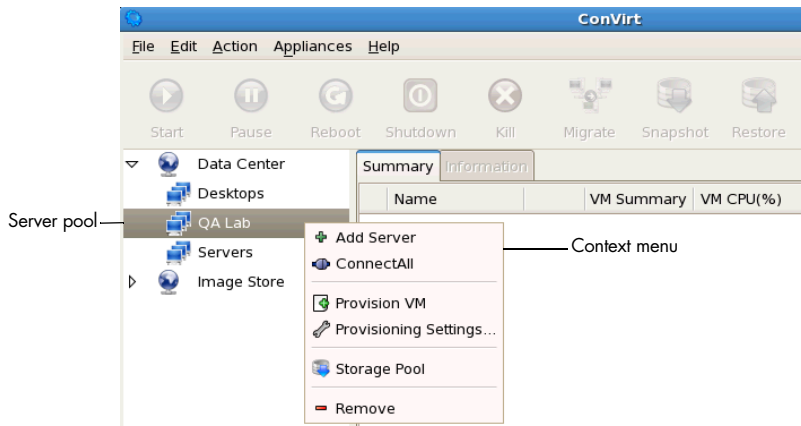 ConVirt
File Edit Action Appliances Help
Start Pause Reboot Shutdown Kill Migrate Snapshot Restore
Data Center
Summary Information
Desktops
Name VM Summary VM CPU(%)
Server pool
QA Lab
Add Server
Context menu
Servers
ConnectAll
Image Store
Provision VM
Provisioning Settings...
Storage Pool
Remove